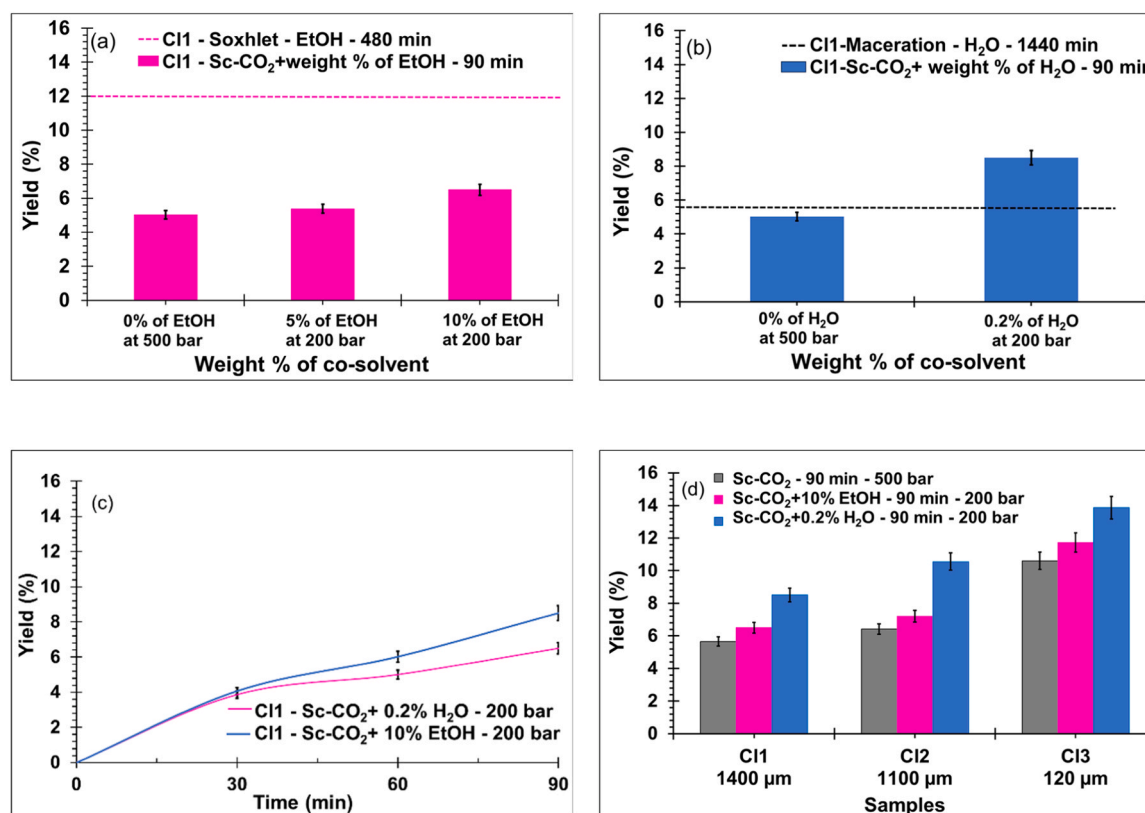 (a)
Cl1 - Soxhlet - EtOH - 480 min
Cl1 - Sc-CO₂+weight % of EtOH - 90 min
16
14
12
10
8
6
4
2
0
Yield (%)
0% of EtOH
at 500 bar
5% of EtOH
at 200 bar
10% of EtOH
at 200 bar
Weight % of co-solvent
(b)
Cl1-Maceration - H₂O - 1440 min
Cl1-Sc-CO₂+ weight % of H₂O - 90 min
16
14
12
10
8
6
4
2
0
Yield (%)
0% of H₂O
at 500 bar
0.2% of H₂O
at 200 bar
Weight % of co-solvent
(c)
16
14
12
10
8
6
4
2
0
Yield (%)
Cl1 - Sc-CO₂+ 0.2% H₂O - 200 bar
Cl1 - Sc-CO₂+ 10% EtOH - 200 bar
0
30
60
90
Time (min)
(d)
Sc-CO₂ - 90 min - 500 bar
Sc-CO₂+10% EtOH - 90 min - 200 bar
Sc-CO₂+0.2% H₂O - 90 min - 200 bar
16
14
12
10
8
6
4
2
0
Yield (%)
Cl1
1400 µm
Cl2
1100 µm
Cl3
120 µm
Samples